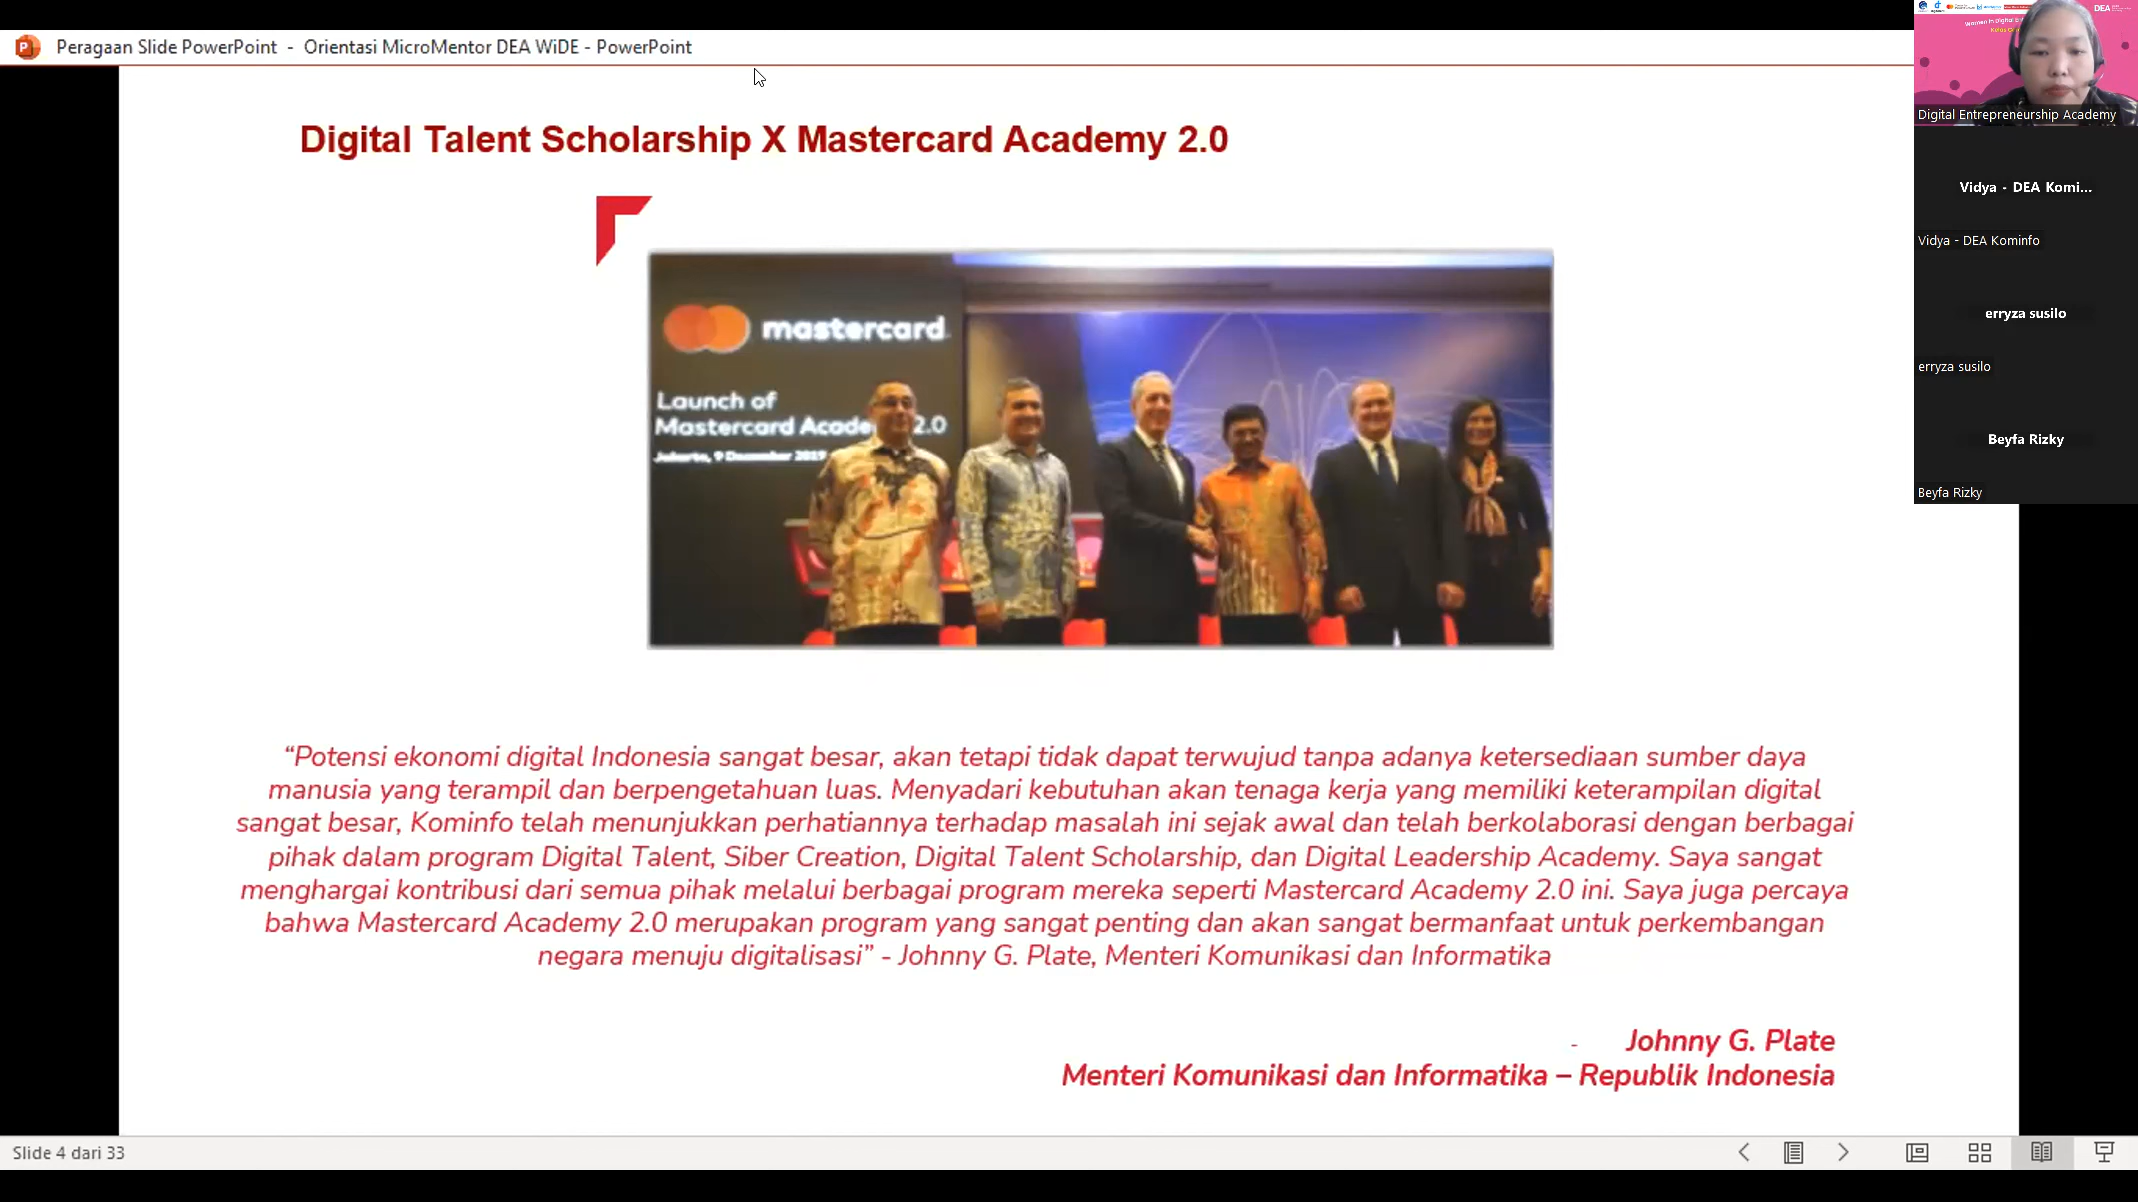 Peragaan Slide PowerPoint - Orientasi MicroMentor DEA WiDE - PowerPoint
Digital Talent Scholarship X Mastercard Academy 2.0
mastercard
Launch of
Mastercard Academy 2.0
Jakarta, 9 December 2019
“Potensi ekonomi digital Indonesia sangat besar, akan tetapi tidak dapat terwujud tanpa adanya ketersediaan sumber daya
manusia yang terampil dan berpengetahuan luas. Menyadari kebutuhan akan tenaga kerja yang memiliki keterampilan digital
sangat besar, Kominfo telah menunjukkan perhatiannya terhadap masalah ini sejak awal dan telah berkolaborasi dengan berbagai
pihak dalam program Digital Talent, Siber Creation, Digital Talent Scholarship, dan Digital Leadership Academy. Saya sangat
menghargai kontribusi dari semua pihak melalui berbagai program mereka seperti Mastercard Academy 2.0 ini. Saya juga percaya
bahwa Mastercard Academy 2.0 merupakan program yang sangat penting dan akan sangat bermanfaat untuk perkembangan
negara menuju digitalisasi” - Johnny G. Plate, Menteri Komunikasi dan Informatika
- Johnny G. Plate
Menteri Komunikasi dan Informatika – Republik Indonesia
Slide 4 dari 33
DEA
Digital Entrepreneurship Academy
Vidya - DEA Komi...
Vidya - DEA Kominfo
erryza susilo
erryza susilo
Beyfa Rizky
Beyfa Rizky